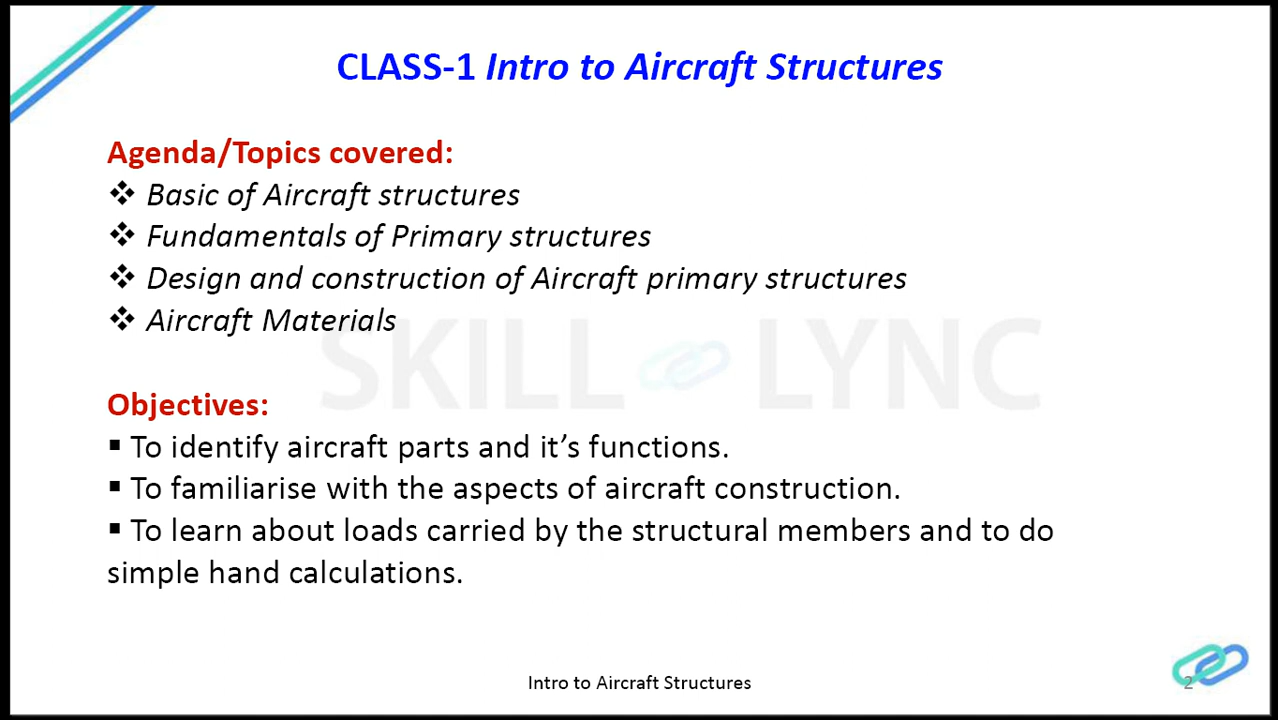 CLASS-1 Intro to Aircraft Structures
Agenda/Topics covered:
❖ Basic of Aircraft structures
❖ Fundamentals of Primary structures
❖ Design and construction of Aircraft primary structures
❖ Aircraft Materials
SKILL LYNC
Objectives:
▪ To identify aircraft parts and it’s functions.
▪ To familiarise with the aspects of aircraft construction.
▪ To learn about loads carried by the structural members and to do
simple hand calculations.
Intro to Aircraft Structures
2